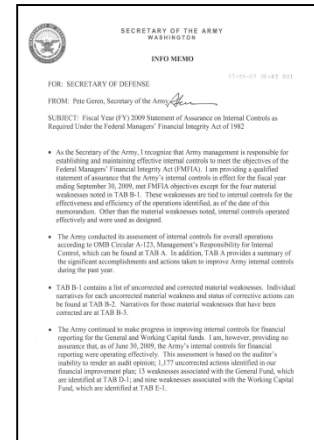 SECRETARY OF THE ARMY
WASHINGTON
INFO MEMO
FOR: SECRETARY OF DEFENSE
FROM: Pete Geren, Secretary of the Army
SUBJECT: Fiscal Year (FY) 2009 Statement of Assurance on Internal Controls as
Required Under the Federal Managers' Financial Integrity Act of 1982
• As the Secretary of the Army, I recognize that Army management is responsible for
establishing and maintaining effective internal controls to meet the objectives of the
Federal Managers' Financial Integrity Act (FMFIA). I am providing a qualified
statement of assurance that the Army's internal controls in effect for the fiscal year
ending September 30, 2009, met FMFIA objectives except for the four material
weaknesses noted in TAB B-1. These weaknesses are tied to internal controls for the
effectiveness and efficiency of the operations identified, as of the date of this
memorandum. Other than the material weaknesses noted, internal controls operated
effectively and were used as designed.
• The Army conducted its assessment of internal controls for overall operations
according to OMB Circular A-123, Management's Responsibility for Internal
Control, which can be found at TAB A. In addition, TAB A provides a summary of
the significant accomplishments and actions taken to improve Army internal controls
during the past year.
• TAB B-1 contains a list of uncorrected and corrected material weaknesses. Individual
narratives for each uncorrected material weakness and status of corrective actions can
be found at TAB B-2. Narratives for those material weaknesses that have been
corrected are at TAB B-3.
• The Army continued to make progress in improving internal controls for financial
reporting for the General and Working Capital funds. I am, however, providing no
assurance that, as of June 30, 2009, the Army's internal controls for financial
reporting were operating effectively. This assessment is based on the auditor's
inability to render an audit opinion; 1,177 uncorrected actions identified in our
financial improvement plan; 13 weaknesses associated with the General Fund, which
are identified at TAB D-1; and nine weaknesses associated with the Working Capital
Fund, which are identified at TAB E-1.